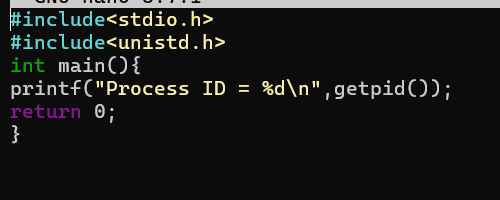 #include<stdio.h>
#include<unistd.h>
int main(){
printf("Process ID = %d\n",getpid());
return 0;
}